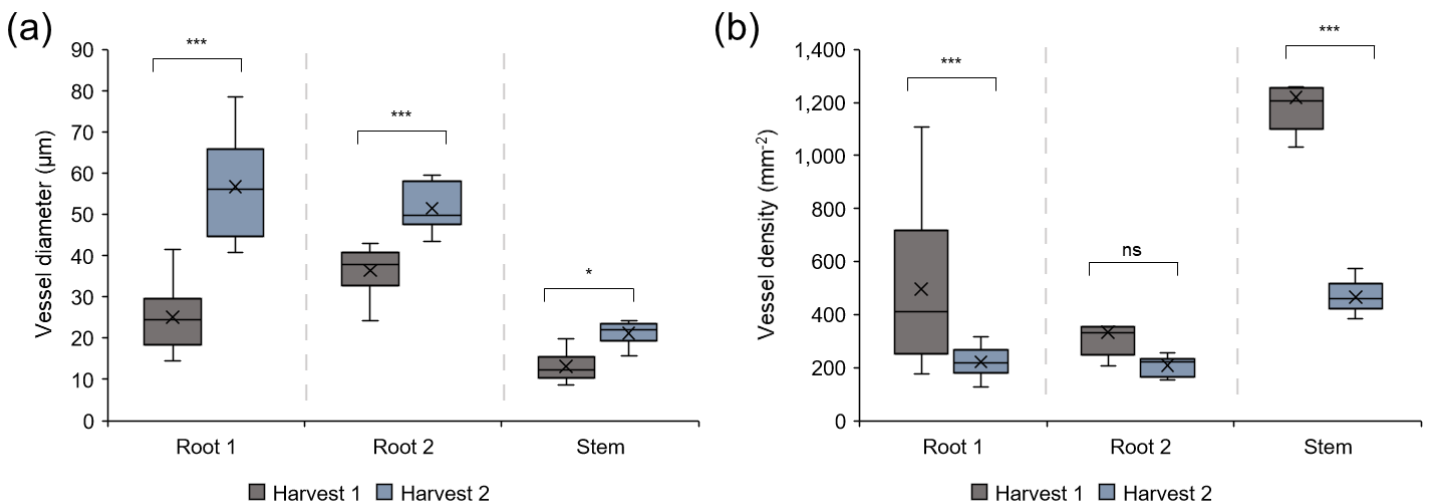 (a)
90
80
70
60
50
40
30
20
10
0
Vessel diameter (µm)
***
***
*
Root 1
Root 2
Stem
Harvest 1
Harvest 2
(b)
1,400
1,200
1,000
800
600
400
200
0
Vessel density (mm⁻²)
***
ns
***
Root 1
Root 2
Stem
Harvest 1
Harvest 2